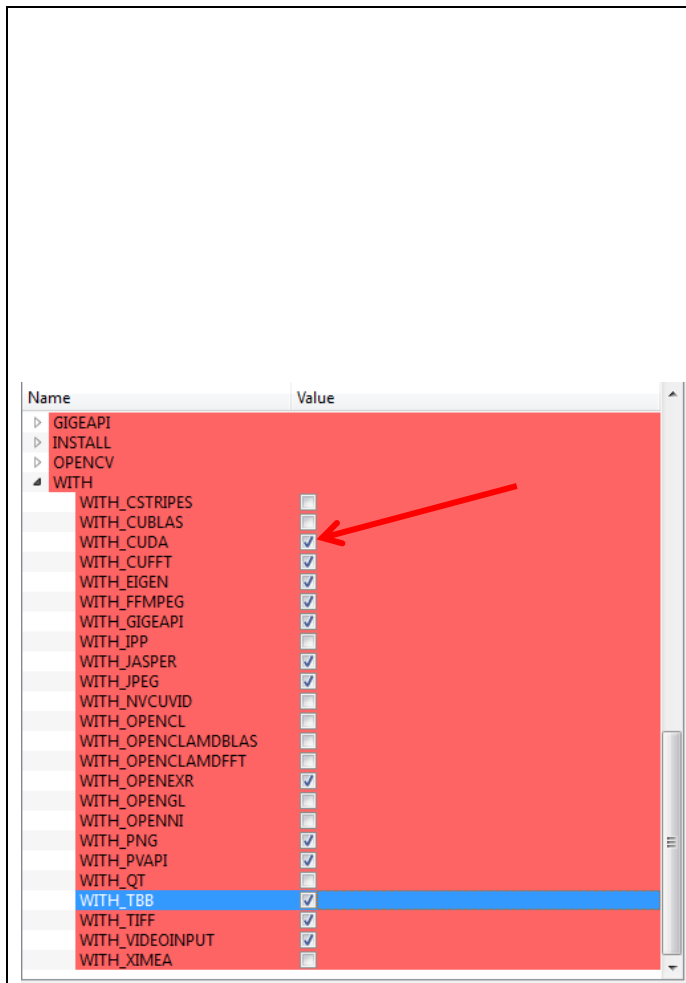 Name Value
GIGEAPI
INSTALL
OPENCV
WITH
WITH_CSTRIPES
WITH_CUBLAS
WITH_CUDA
WITH_CUFFT
WITH_EIGEN
WITH_FFMPEG
WITH_GIGEAPI
WITH_IPP
WITH_JASPER
WITH_JPEG
WITH_NVCUVID
WITH_OPENCL
WITH_OPENCLAMDBLAS
WITH_OPENCLAMDFFT
WITH_OPENEXR
WITH_OPENGL
WITH_OPENNI
WITH_PNG
WITH_PVAPI
WITH_QT
WITH_TBB
WITH_TIFF
WITH_VIDEOINPUT
WITH_XIMEA